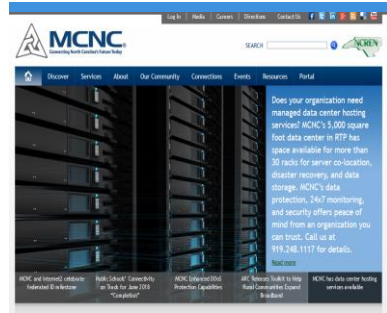 Log In | Media | Careers | Directions | Contact Us
MCNC
Connecting North Carolina's Future Today
SEARCH
NCREN
Discover Services About Our Community Connections Events Resources Portal
Does your organization need
managed data center hosting
services? MCNC's 5,000 square
foot data center in RTP has
space available for more than
30 racks for server co-location,
disaster recovery, and data
storage. MCNC's data
protection, 24x7 monitoring,
and security offers peace of
mind from an organization you
can trust. Call us at
919.248.1117 for details.
Read more
MCNC and Internet2 celebrate
Federated ID milestone
Public Schools' Connectivity
on Track for June 2018
"Completion"
MCNC Enhanced DDoS
Protection Capabilities
ARC Releases Toolkit to Help
Rural Communities Expand
Broadband
MCNC has data center hosting
services available